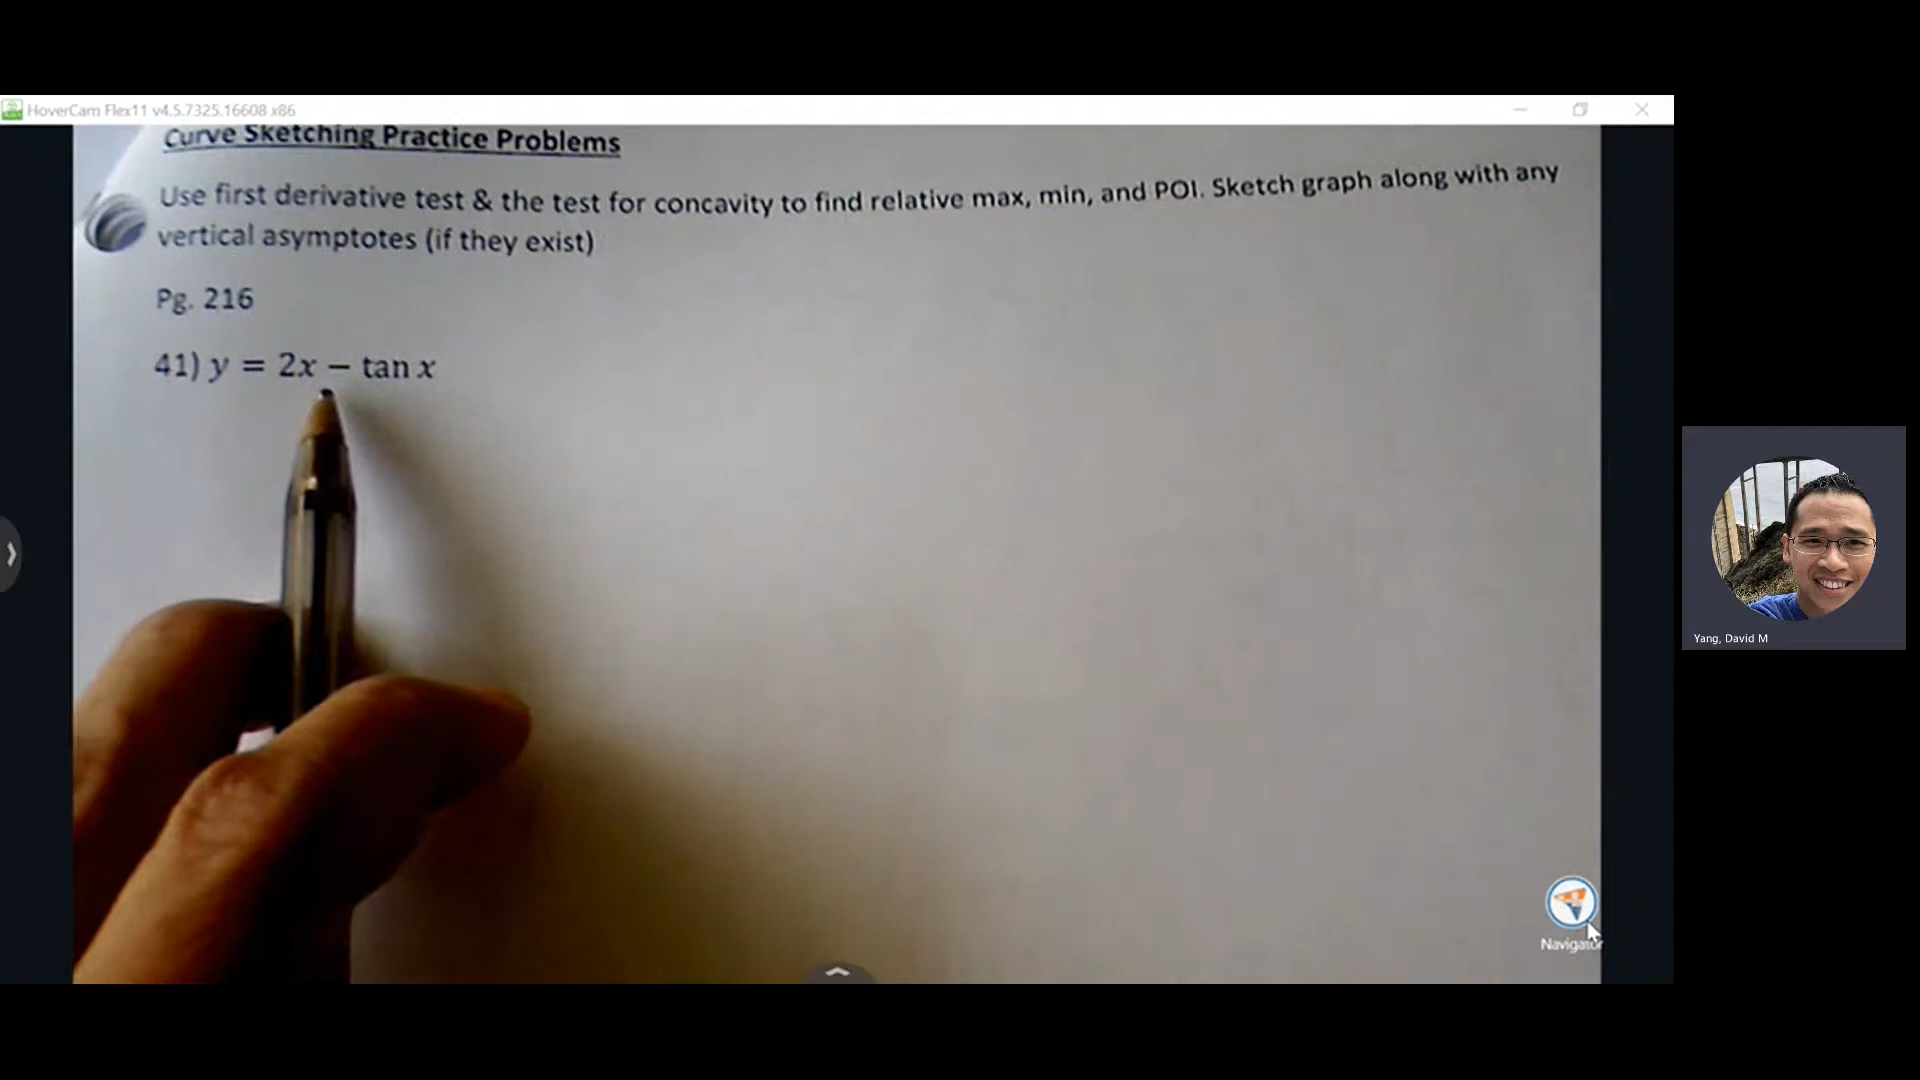 HoverCam Flex11 v4.5.7325.16608 x86
Curve Sketching Practice Problems
Use first derivative test & the test for concavity to find relative max, min, and POI. Sketch graph along with any
vertical asymptotes (if they exist)
Pg. 216
41) y = 2x − tan x
Yang, David M
Navigator